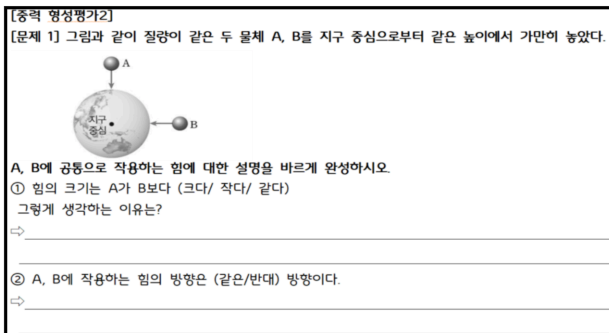 [중력 형성평가2]
[문제 1] 그림과 같이 질량이 같은 두 물체 A, B를 지구 중심으로부터 같은 높이에서 가만히 놓았다.
A
지구
중심
B
A, B에 공통으로 작용하는 힘에 대한 설명을 바르게 완성하시오.
① 힘의 크기는 A가 B보다 (크다/ 작다/ 같다)
그렇게 생각하는 이유는?
⇨
② A, B에 작용하는 힘의 방향은 (같은/반대) 방향이다.
⇨